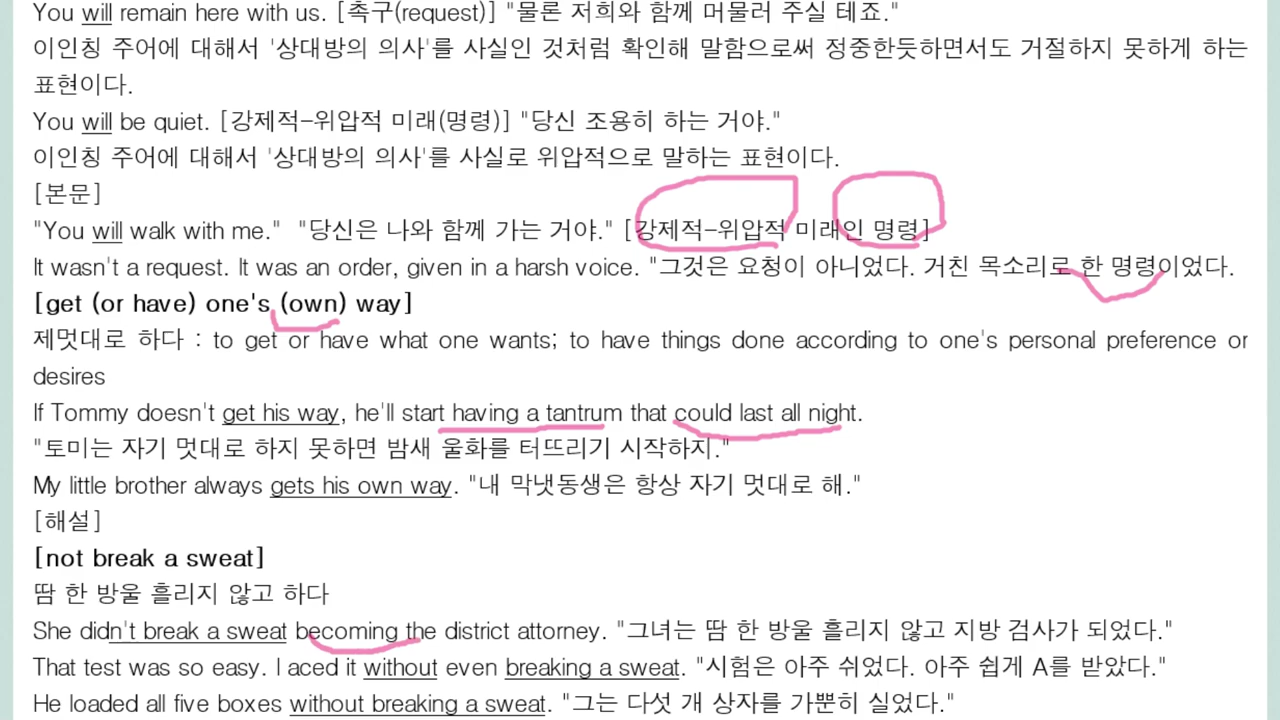 You will remain here with us. [촉구(request)] "물론 저희와 함께 머물러 주실 테죠."
이인칭 주어에 대해서 '상대방의 의사'를 사실인 것처럼 확인해 말함으로써 정중한듯하면서도 거절하지 못하게 하는
표현이다.
You will be quiet. [강제적-위압적 미래(명령)] "당신 조용히 하는 거야."
이인칭 주어에 대해서 '상대방의 의사'를 사실로 위압적으로 말하는 표현이다.
[본문]
"You will walk with me." "당신은 나와 함께 가는 거야." [강제적-위압적 미래인 명령]
It wasn't a request. It was an order, given in a harsh voice. "그것은 요청이 아니었다. 거친 목소리로 한 명령이었다.
[get (or have) one's (own) way]
제멋대로 하다 : to get or have what one wants; to have things done according to one's personal preference or
desires
If Tommy doesn't get his way, he'll start having a tantrum that could last all night.
"토미는 자기 멋대로 하지 못하면 밤새 울화를 터뜨리기 시작하지."
My little brother always gets his own way. "내 막냇동생은 항상 자기 멋대로 해."
[해설]
[not break a sweat]
땀 한 방울 흘리지 않고 하다
She didn't break a sweat becoming the district attorney. "그녀는 땀 한 방울 흘리지 않고 지방 검사가 되었다."
That test was so easy. I aced it without even breaking a sweat. "시험은 아주 쉬었다. 아주 쉽게 A를 받았다."
He loaded all five boxes without breaking a sweat. "그는 다섯 개 상자를 가뿐히 실었다."